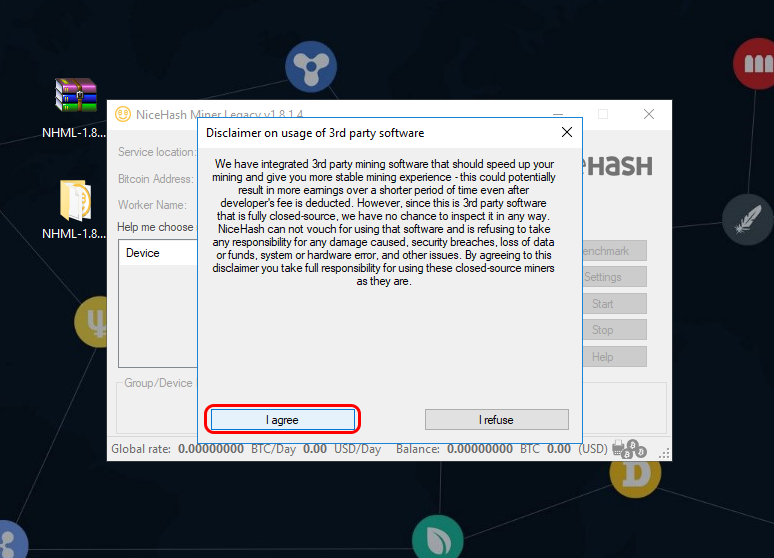 NHML-1.8...
NHML-1.8...
NiceHash Miner Legacy v1.8.1.4
Service location:
Bitcoin Address:
Worker Name:
Help me choose
Device
Disclaimer on usage of 3rd party software
We have integrated 3rd party mining software that should speed up your
mining and give you more stable mining experience - this could potentially
result in more earnings over a shorter period of time even after
developer's fee is deducted. However, since this is 3rd party software
that is fully closed-source, we have no chance to inspect it in any way.
NiceHash can not vouch for using that software and is refusing to take
any responsibility for any damage caused, security breaches, loss of data
or funds, system or hardware error, and other issues. By agreeing to this
disclaimer you take full responsibility for using these closed-source miners
as they are.
I agree
I refuse
eHASH
enchmark
Settings
Start
Stop
Help
Group/Device
Global rate: 0.00000000 BTC/Day 0.00 USD/Day Balance: 0.00000000 BTC 0.00 (USD)